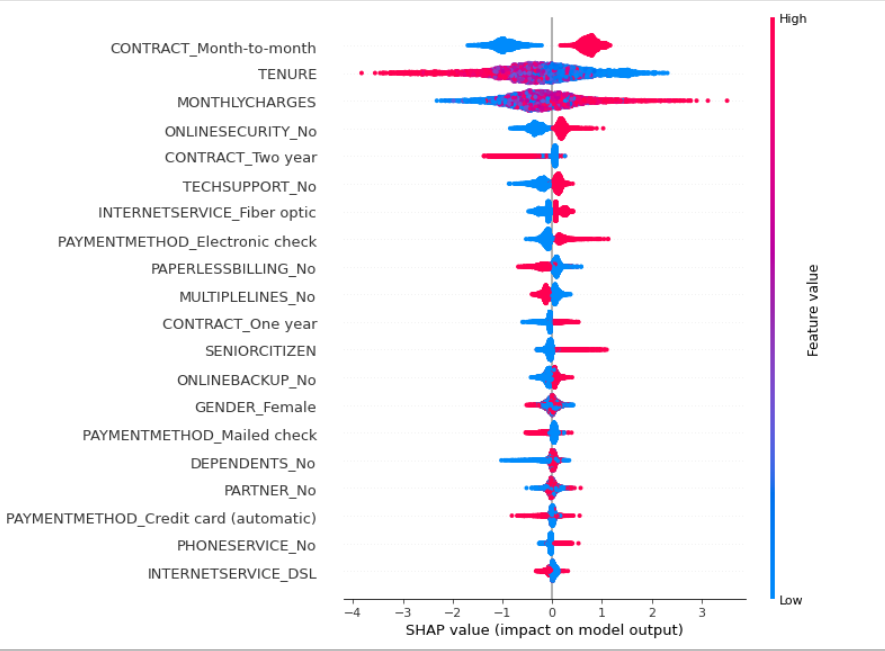 High
CONTRACT_Month-to-month
TENURE
MONTHLYCHARGES
ONLINESECURITY_No
CONTRACT_Two year
TECHSUPPORT_No
INTERNETSERVICE_Fiber optic
PAYMENTMETHOD_Electronic check
PAPERLESSBILLING_No
MULTIPLELINES_No
CONTRACT_One year
SENIORCITIZEN
ONLINEBACKUP_No
GENDER_Female
PAYMENTMETHOD_Mailed check
DEPENDENTS_No
PARTNER_No
PAYMENTMETHOD_Credit card (automatic)
PHONESERVICE_No
INTERNETSERVICE_DSL
Feature value
Low
−4 −3 −2 −1 0 1 2 3
SHAP value (impact on model output)